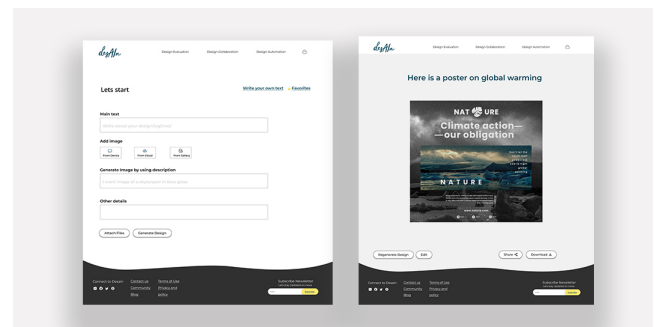 desAIn
Design Evaluation Design Collaboration Design Automation
Lets start
Write your own text Favorites
Main text
Add image
From Device From Cloud From Gallery
Generate Image by using description
Other details
Attach Files Generate Design
Connect to Desain Contact us Terms of Use
Community Privacy and
Blog policy
Subscribe Newsletter
desAIn
Design Evaluation Design Collaboration Design Automation
Here is a poster on global warming
NAT URE
Climate action—
—our obligation
NATURE
www.nature.com
Regenerate Design Edit Share Download
Connect to Desain Contact us Terms of Use
Community Privacy and
Blog policy
Subscribe Newsletter